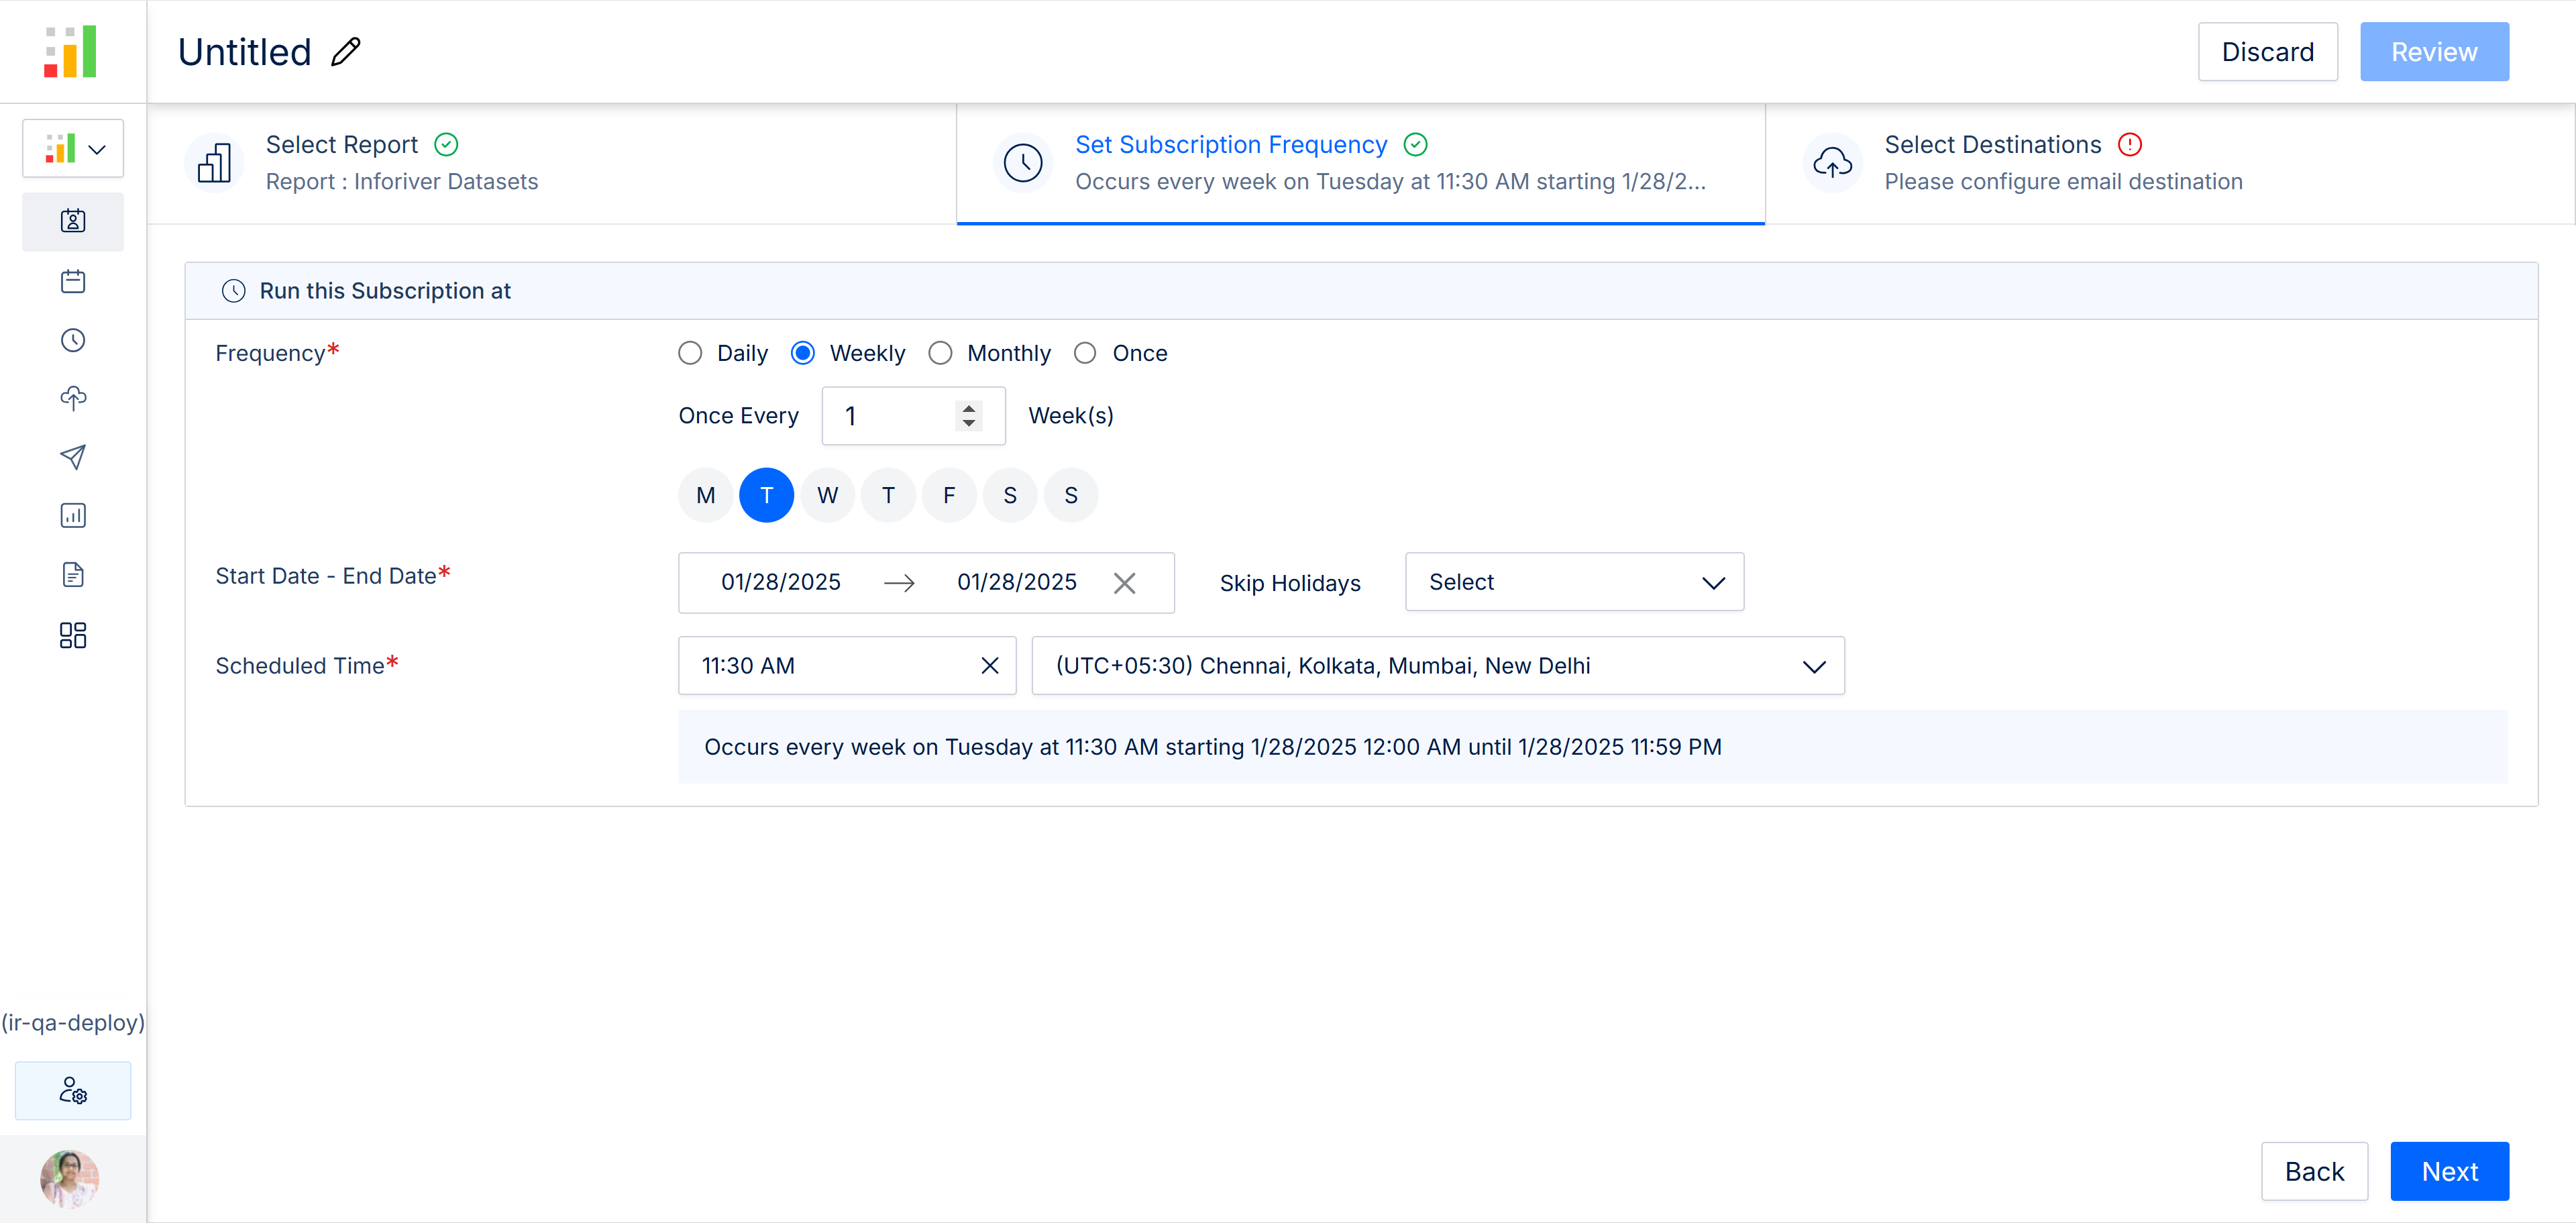 Untitled
Discard
Review
Select Report
Report : Inforiver Datasets
Set Subscription Frequency
Occurs every week on Tuesday at 11:30 AM starting 1/28/2...
Select Destinations
Please configure email destination
Run this Subscription at
Frequency*
Daily
Weekly
Monthly
Once
Once Every
1
Week(s)
M T W T F S S
Start Date - End Date*
01/28/2025
01/28/2025
Skip Holidays
Select
Scheduled Time*
11:30 AM
(UTC+05:30) Chennai, Kolkata, Mumbai, New Delhi
Occurs every week on Tuesday at 11:30 AM starting 1/28/2025 12:00 AM until 1/28/2025 11:59 PM
(ir-qa-deploy)
Back
Next